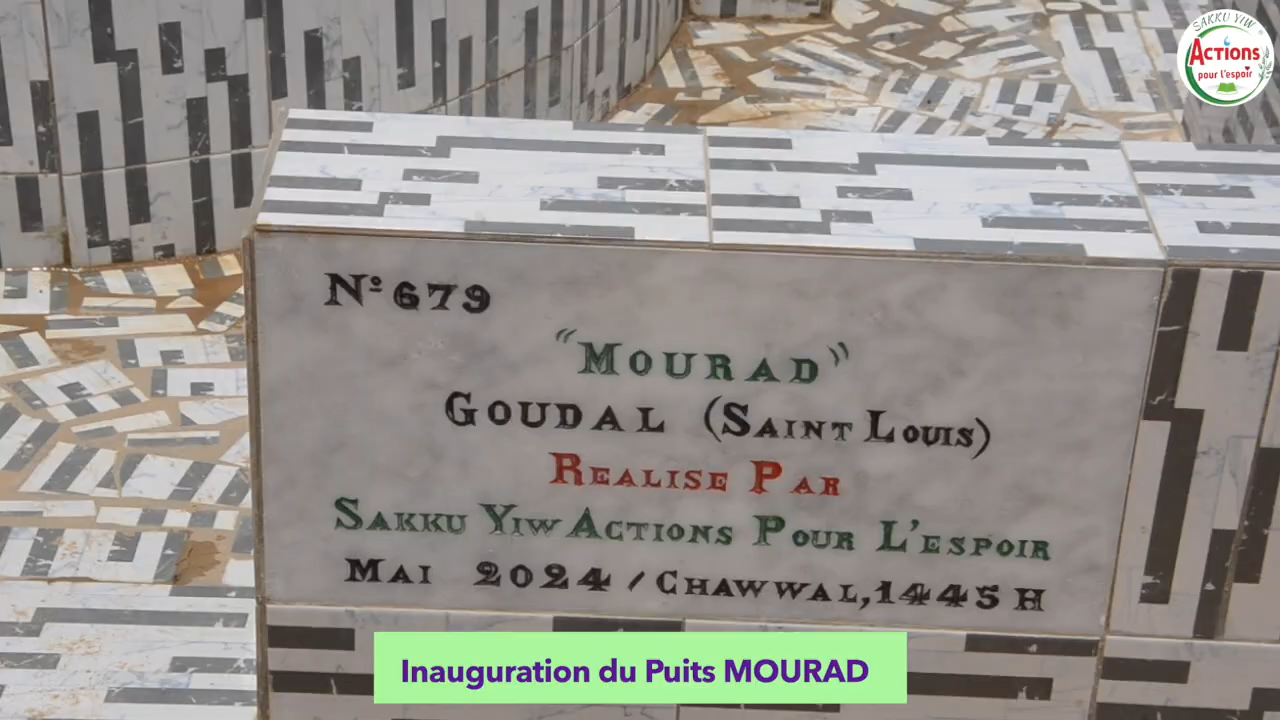 SAKKU YIW
ACTIONS
pour l'espoir
Nº679
"MOURAD"
GOUDAL (SAINT LOUIS)
REALISE PAR
SAKKU YIW ACTIONS POUR L'ESPOIR
MAI 2024 / CHAWWAL,1445 H
Inauguration du Puits MOURAD